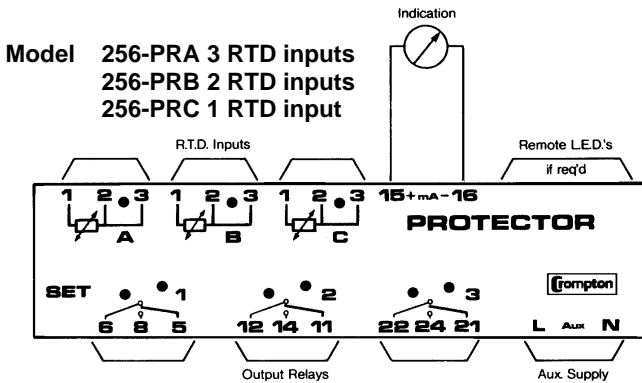 Indication
Model 256-PRA 3 RTD inputs
256-PRB 2 RTD inputs
256-PRC 1 RTD input
R.T.D. Inputs
Remote L.E.D.'s
if req'd
1 2 3 1 2 3 1 2 3 15+mA-16
A B C PROTECTOR
SET 1 2 3 Crompton
6 8 5 12 14 11 22 24 21 L Aux N
Output Relays Aux. Supply